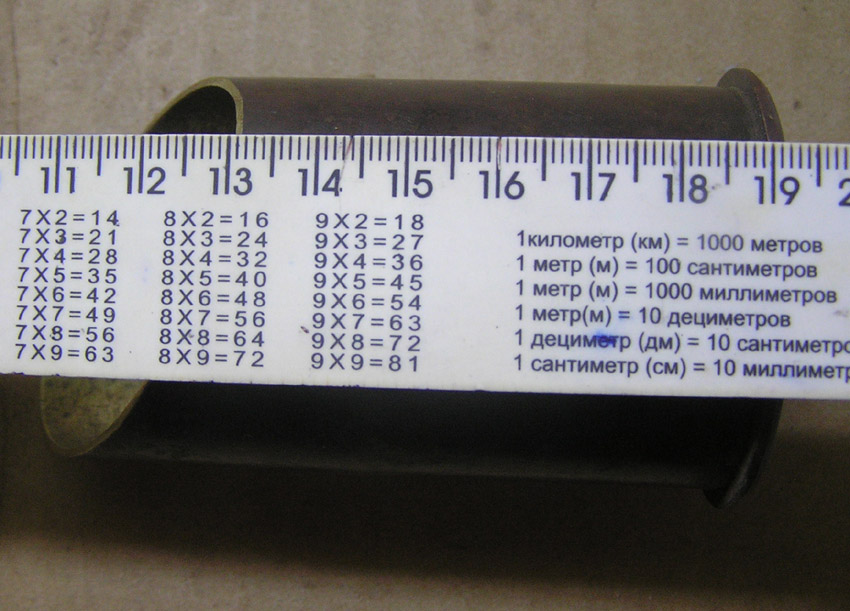 11 12 13 14 15 16 17 18 19 2
7X2=14 8X2=16 9X2=18
7X3=21 8X3=24 9X3=27
7X4=28 8X4=32 9X4=36
7X5=35 8X5=40 9X5=45
7X6=42 8X6=48 9X6=54
7X7=49 8X7=56 9X7=63
7X8=56 8X8=64 9X8=72
7X9=63 8X9=72 9X9=81
1километр (км) = 1000 метров
1 метр (м) = 100 сантиметров
1 метр (м) = 1000 миллиметров
1 метр(м) = 10 дециметров
1 дециметр (дм) = 10 сантиметро
1 сантиметр (см) = 10 миллиметр